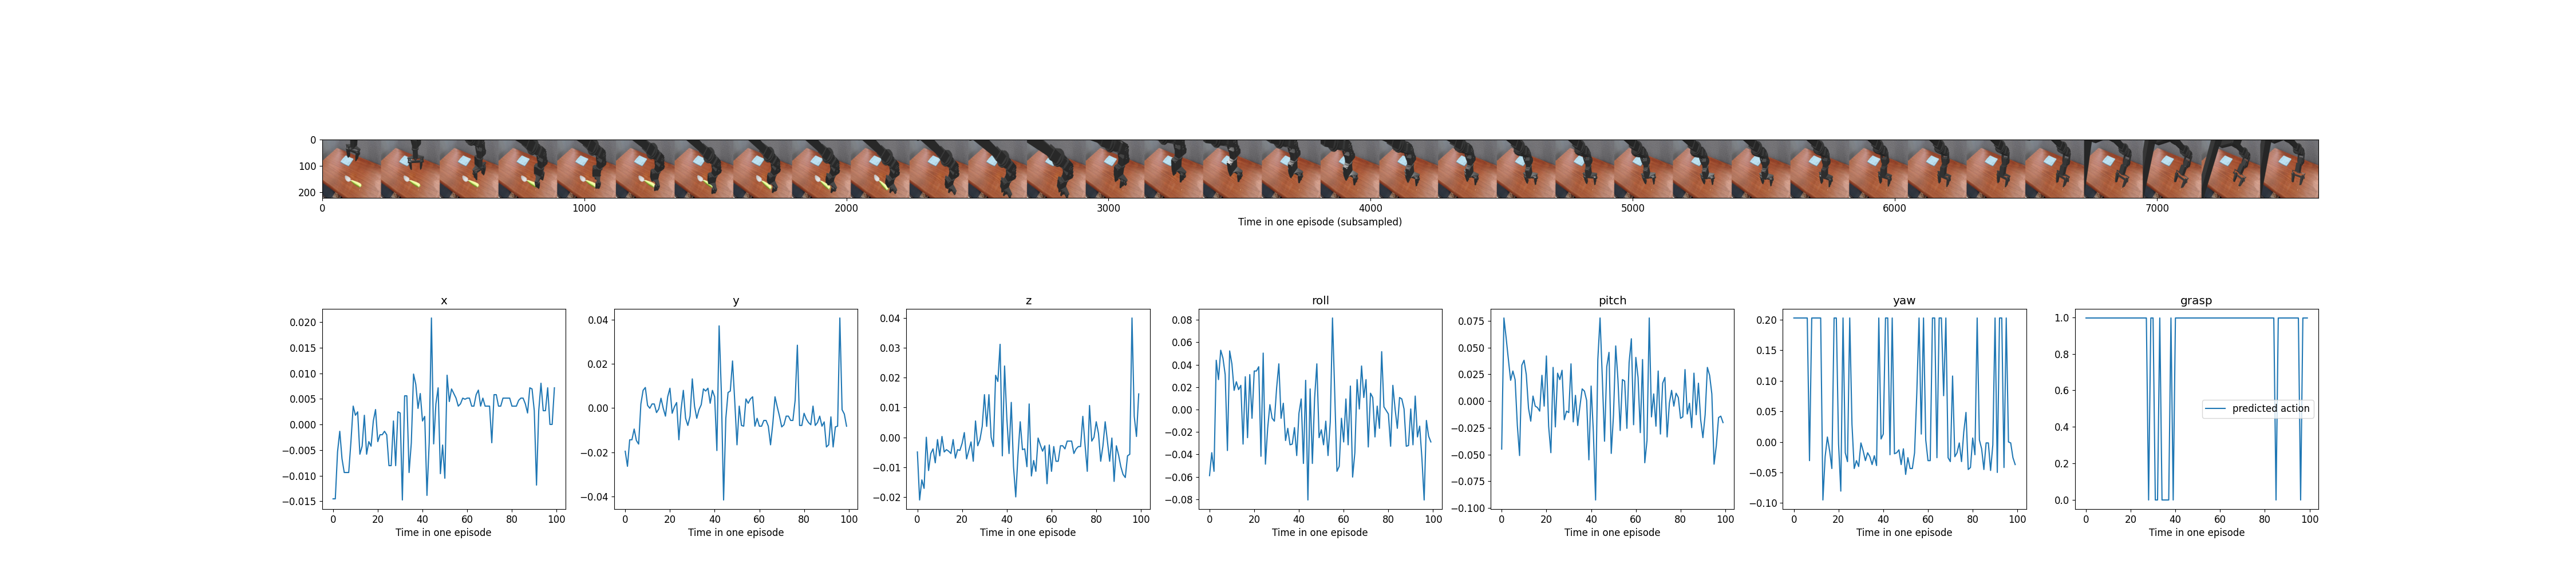 0
100
200
0 1000 2000 3000 4000 5000 6000 7000
Time in one episode (subsampled)
x
0.020
0.015
0.010
0.005
0.000
−0.005
−0.010
−0.015
0 20 40 60 80 100
Time in one episode
y
0.04
0.02
0.00
−0.02
−0.04
0 20 40 60 80 100
Time in one episode
z
0.04
0.03
0.02
0.01
0.00
−0.01
−0.02
0 20 40 60 80 100
Time in one episode
roll
0.08
0.06
0.04
0.02
0.00
−0.02
−0.04
−0.06
−0.08
0 20 40 60 80 100
Time in one episode
pitch
0.075
0.050
0.025
0.000
−0.025
−0.050
−0.075
−0.100
0 20 40 60 80 100
Time in one episode
yaw
0.20
0.15
0.10
0.05
0.00
−0.05
−0.10
0 20 40 60 80 100
Time in one episode
grasp
1.0
0.8
0.6
0.4
0.2
0.0
predicted action
0 20 40 60 80 100
Time in one episode